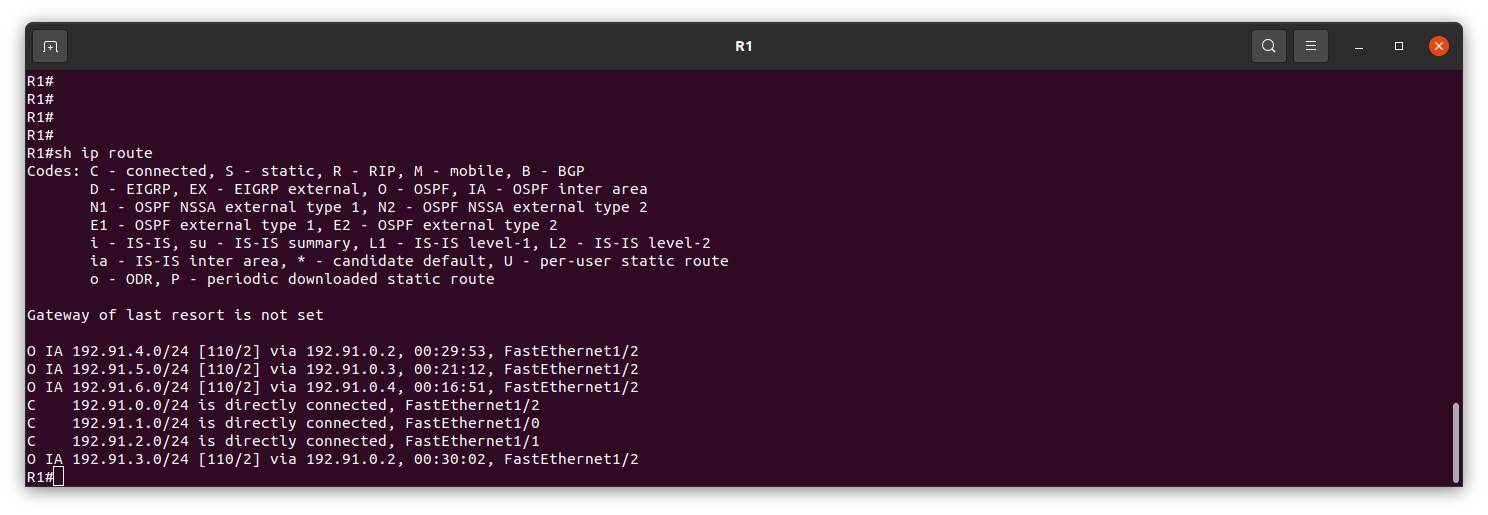 R1
R1#
R1#
R1#
R1#
R1#sh ip route
Codes: C - connected, S - static, R - RIP, M - mobile, B - BGP
       D - EIGRP, EX - EIGRP external, O - OSPF, IA - OSPF inter area
       N1 - OSPF NSSA external type 1, N2 - OSPF NSSA external type 2
       E1 - OSPF external type 1, E2 - OSPF external type 2
       i - IS-IS, su - IS-IS summary, L1 - IS-IS level-1, L2 - IS-IS level-2
       ia - IS-IS inter area, * - candidate default, U - per-user static route
       o - ODR, P - periodic downloaded static route
Gateway of last resort is not set
O IA 192.91.4.0/24 [110/2] via 192.91.0.2, 00:29:53, FastEthernet1/2
O IA 192.91.5.0/24 [110/2] via 192.91.0.3, 00:21:12, FastEthernet1/2
O IA 192.91.6.0/24 [110/2] via 192.91.0.4, 00:16:51, FastEthernet1/2
C    192.91.0.0/24 is directly connected, FastEthernet1/2
C    192.91.1.0/24 is directly connected, FastEthernet1/0
C    192.91.2.0/24 is directly connected, FastEthernet1/1
O IA 192.91.3.0/24 [110/2] via 192.91.0.2, 00:30:02, FastEthernet1/2
R1#